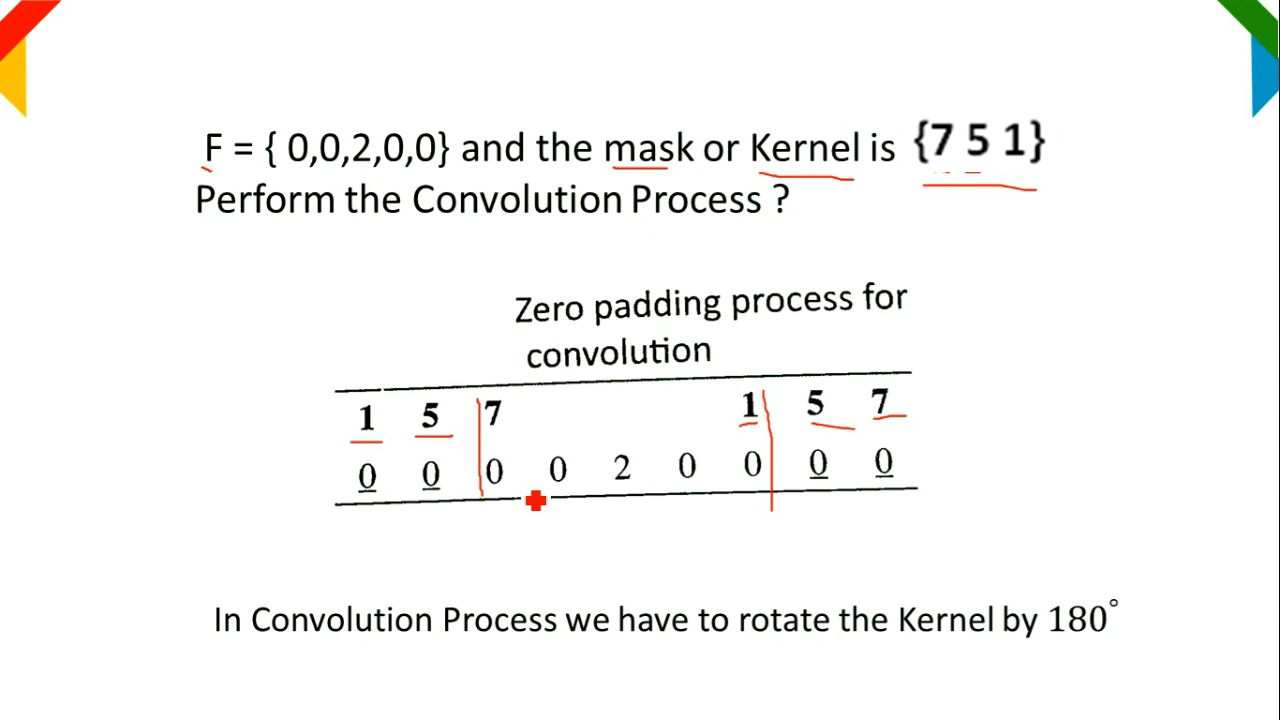 F = { 0,0,2,0,0} and the mask or Kernel is {7 5 1}
Perform the Convolution Process ?
Zero padding process for
convolution
1 5 7 1 5 7
0 0 0 0 2 0 0 0 0
In Convolution Process we have to rotate the Kernel by 180°